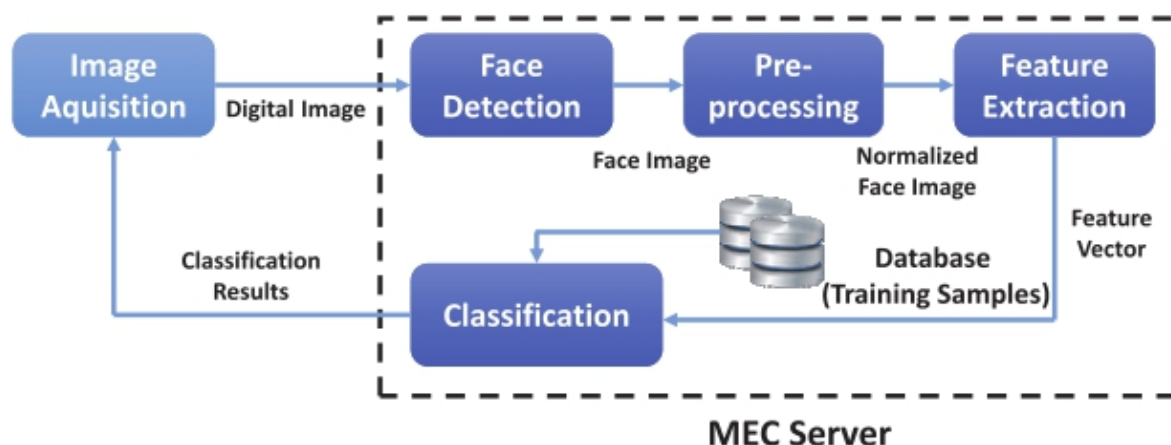 Image
Aquisition
Digital Image
Face
Detection
Pre-
processing
Feature
Extraction
Face Image
Normalized
Face Image
Feature
Vector
Database
(Training Samples)
Classification
Results
Classification
MEC Server